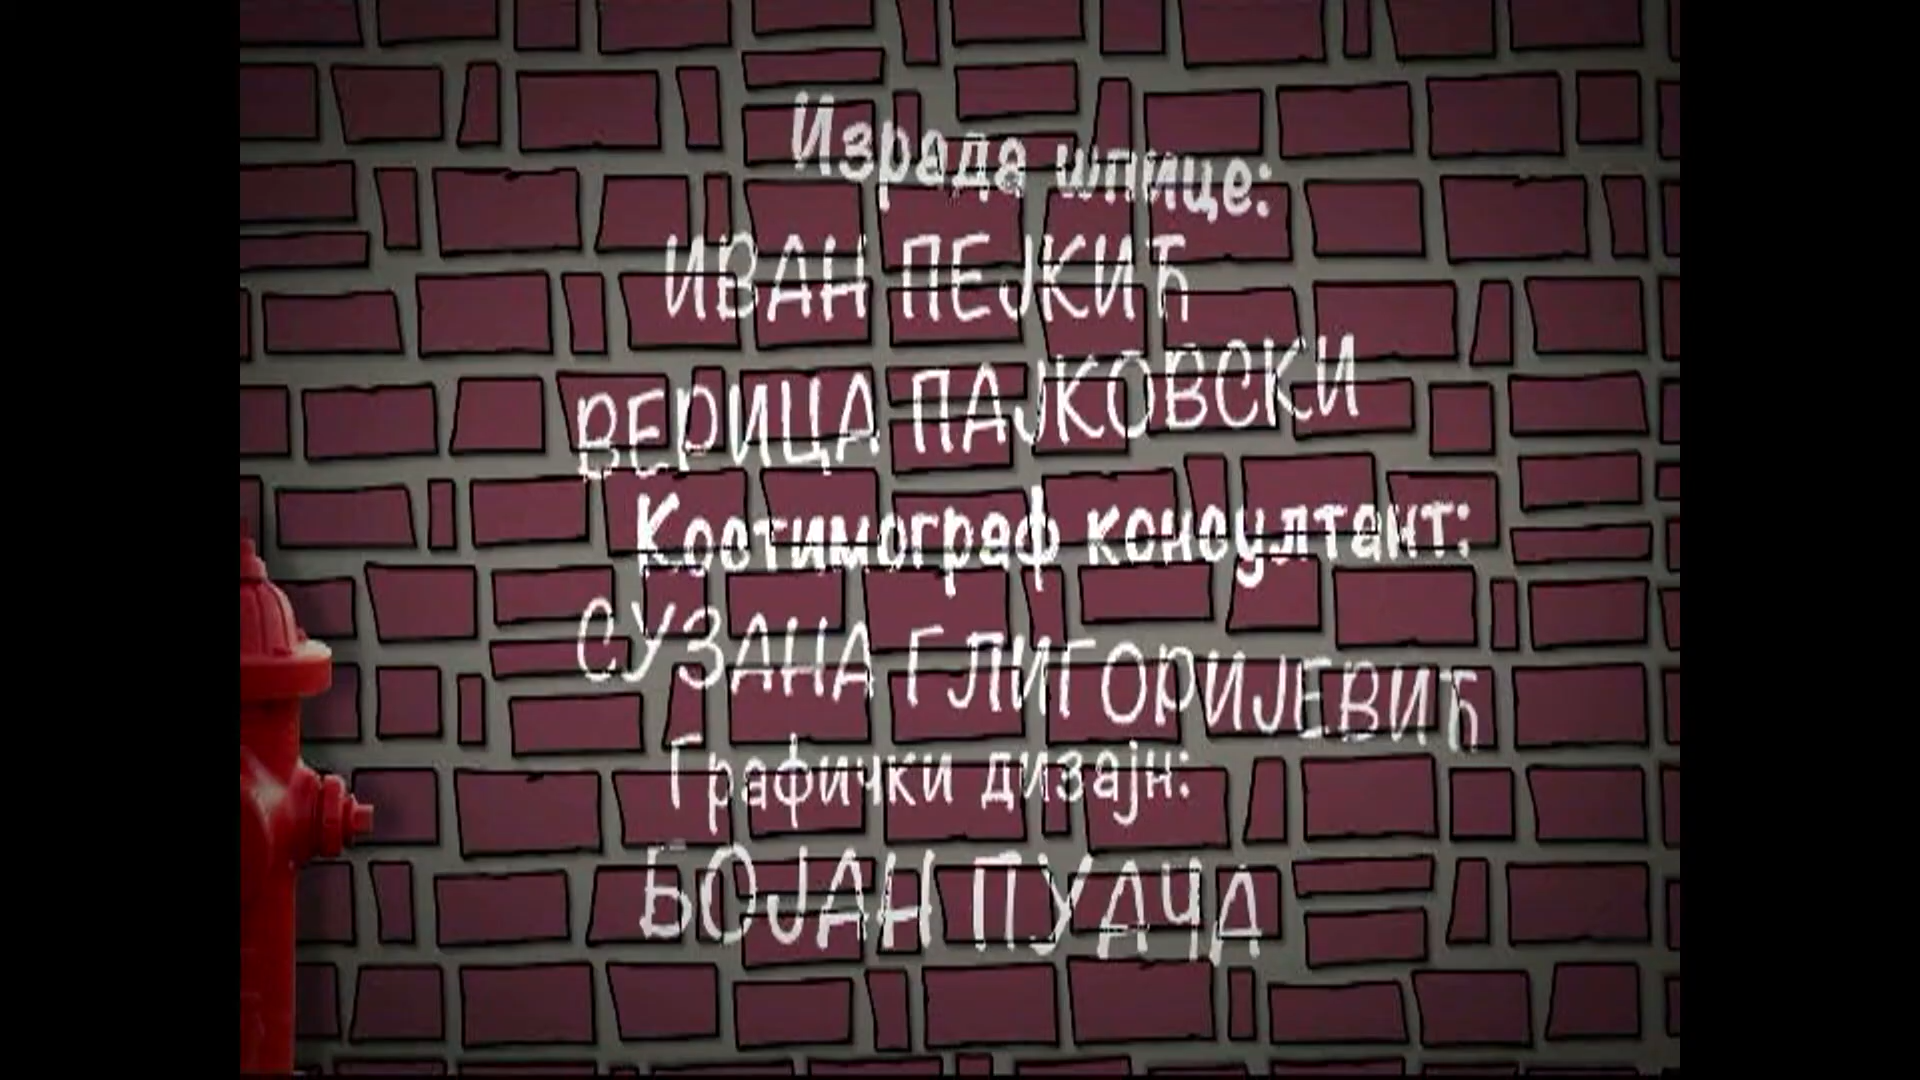 Израда шпице:
ИВАН ПЕЈКИЋ
ВЕРИЦА ПАЈКОВСКИ
Костимограф консултант:
СУЗАНА ГЛИГОРИЈЕВИЋ
Графички дизајн:
БОЈАН ПУАЧА